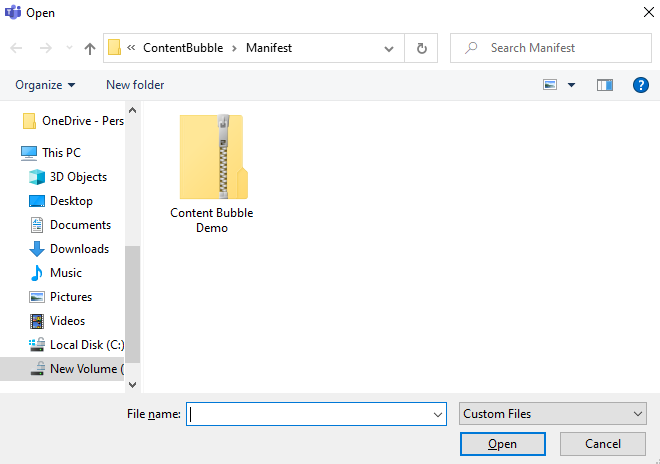 Open
ContentBubble
Manifest
Search Manifest
Organize
New folder
?
OneDrive - Pers
This PC
3D Objects
Desktop
Documents
Downloads
Music
Pictures
Videos
Local Disk (C:)
New Volume (
Content Bubble
Demo
File name:
Custom Files
Open
Cancel